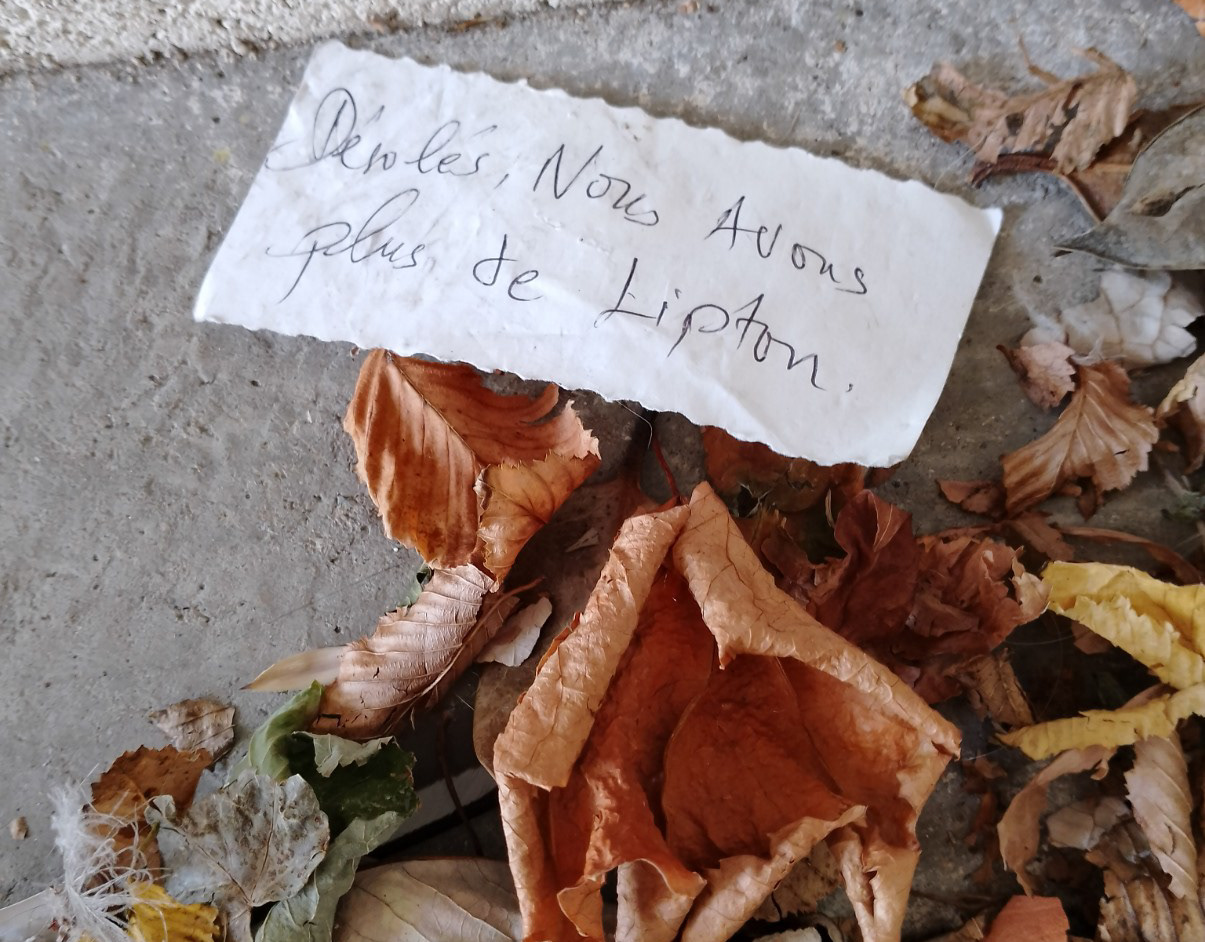 Désolés, Nous Avons
plus de Lipton.